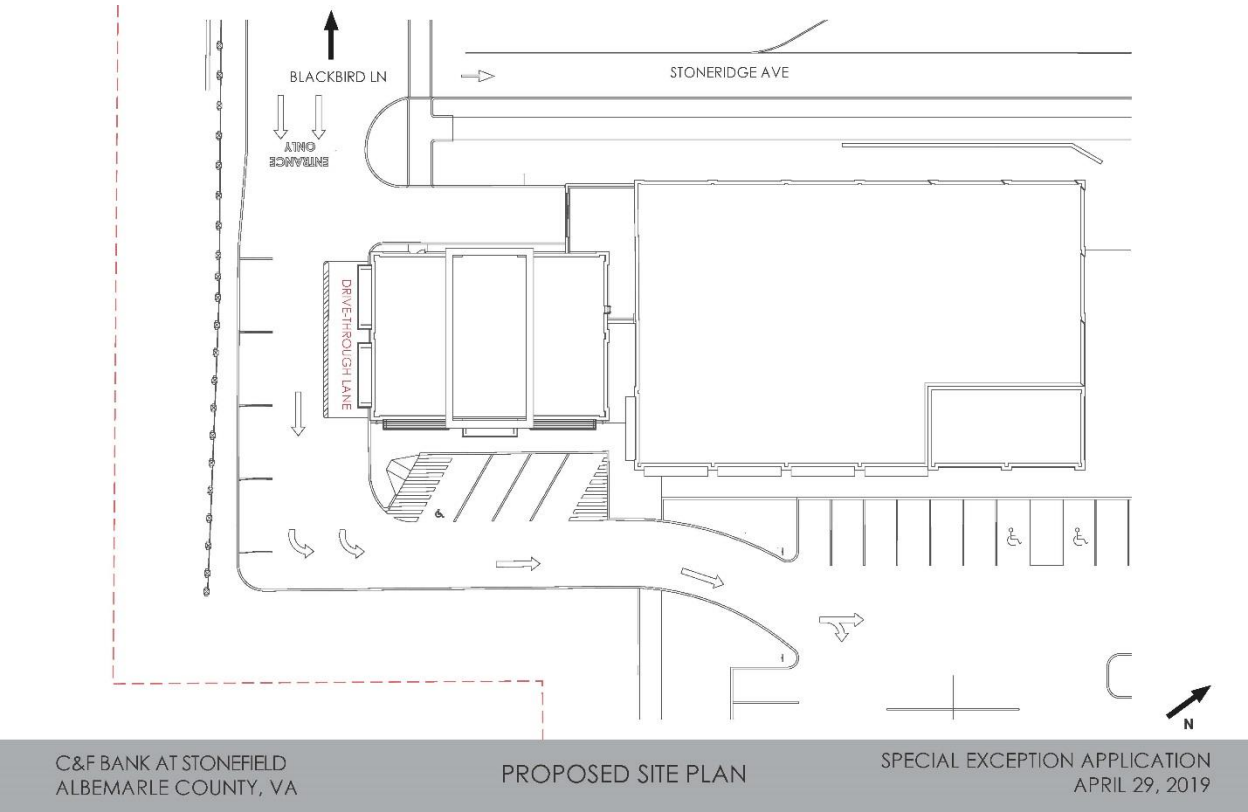 BLACKBIRD LN
STONERIDGE AVE
ENTRANCE
ONLY
DRIVE-THROUGH LANE
N
C&F BANK AT STONEFIELD
ALBEMARLE COUNTY, VA
PROPOSED SITE PLAN
SPECIAL EXCEPTION APPLICATION
APRIL 29, 2019